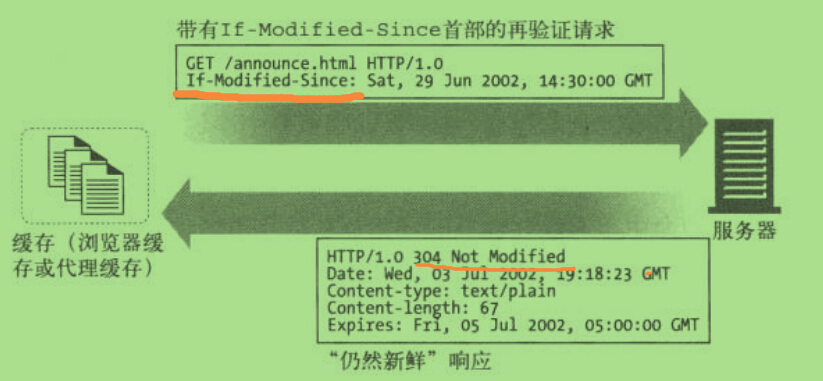 带有If-Modified-Since首部的再验证请求
GET /announce.html HTTP/1.0
If-Modified-Since: Sat, 29 Jun 2002, 14:30:00 GMT
缓存（浏览器缓
存或代理缓存）
服务器
HTTP/1.0 304 Not Modified
Date: Wed, 03 Jul 2002, 19:18:23 GMT
Content-type: text/plain
Content-length: 67
Expires: Fri, 05 Jul 2002, 05:00:00 GMT
“仍然新鲜”响应